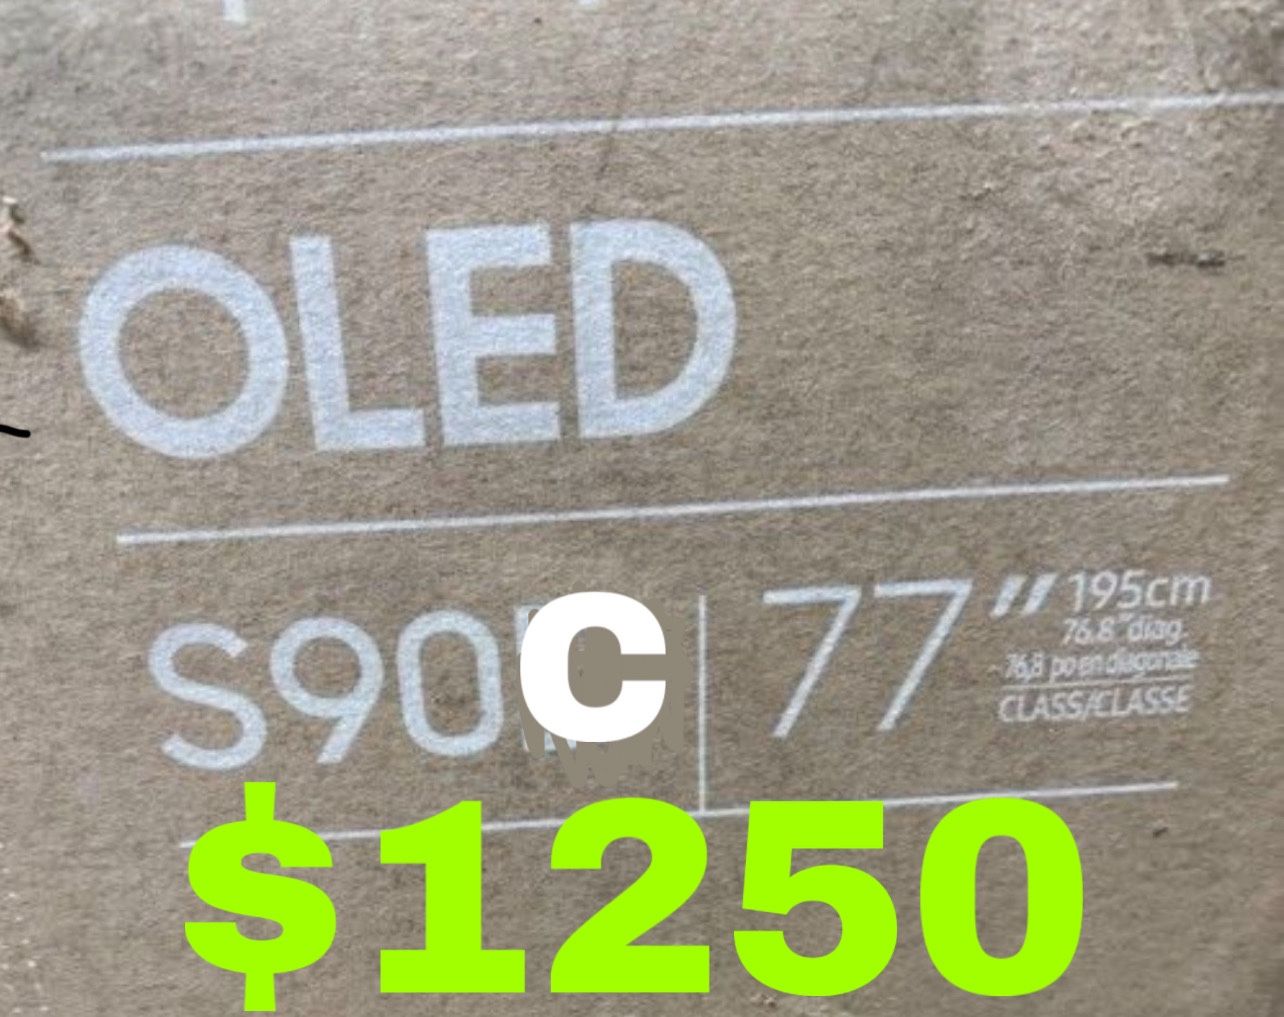 OLED
S90C 77" 195cm
76.8" diag.
76,8 po en diagonale
CLASS/CLASSE
$1250